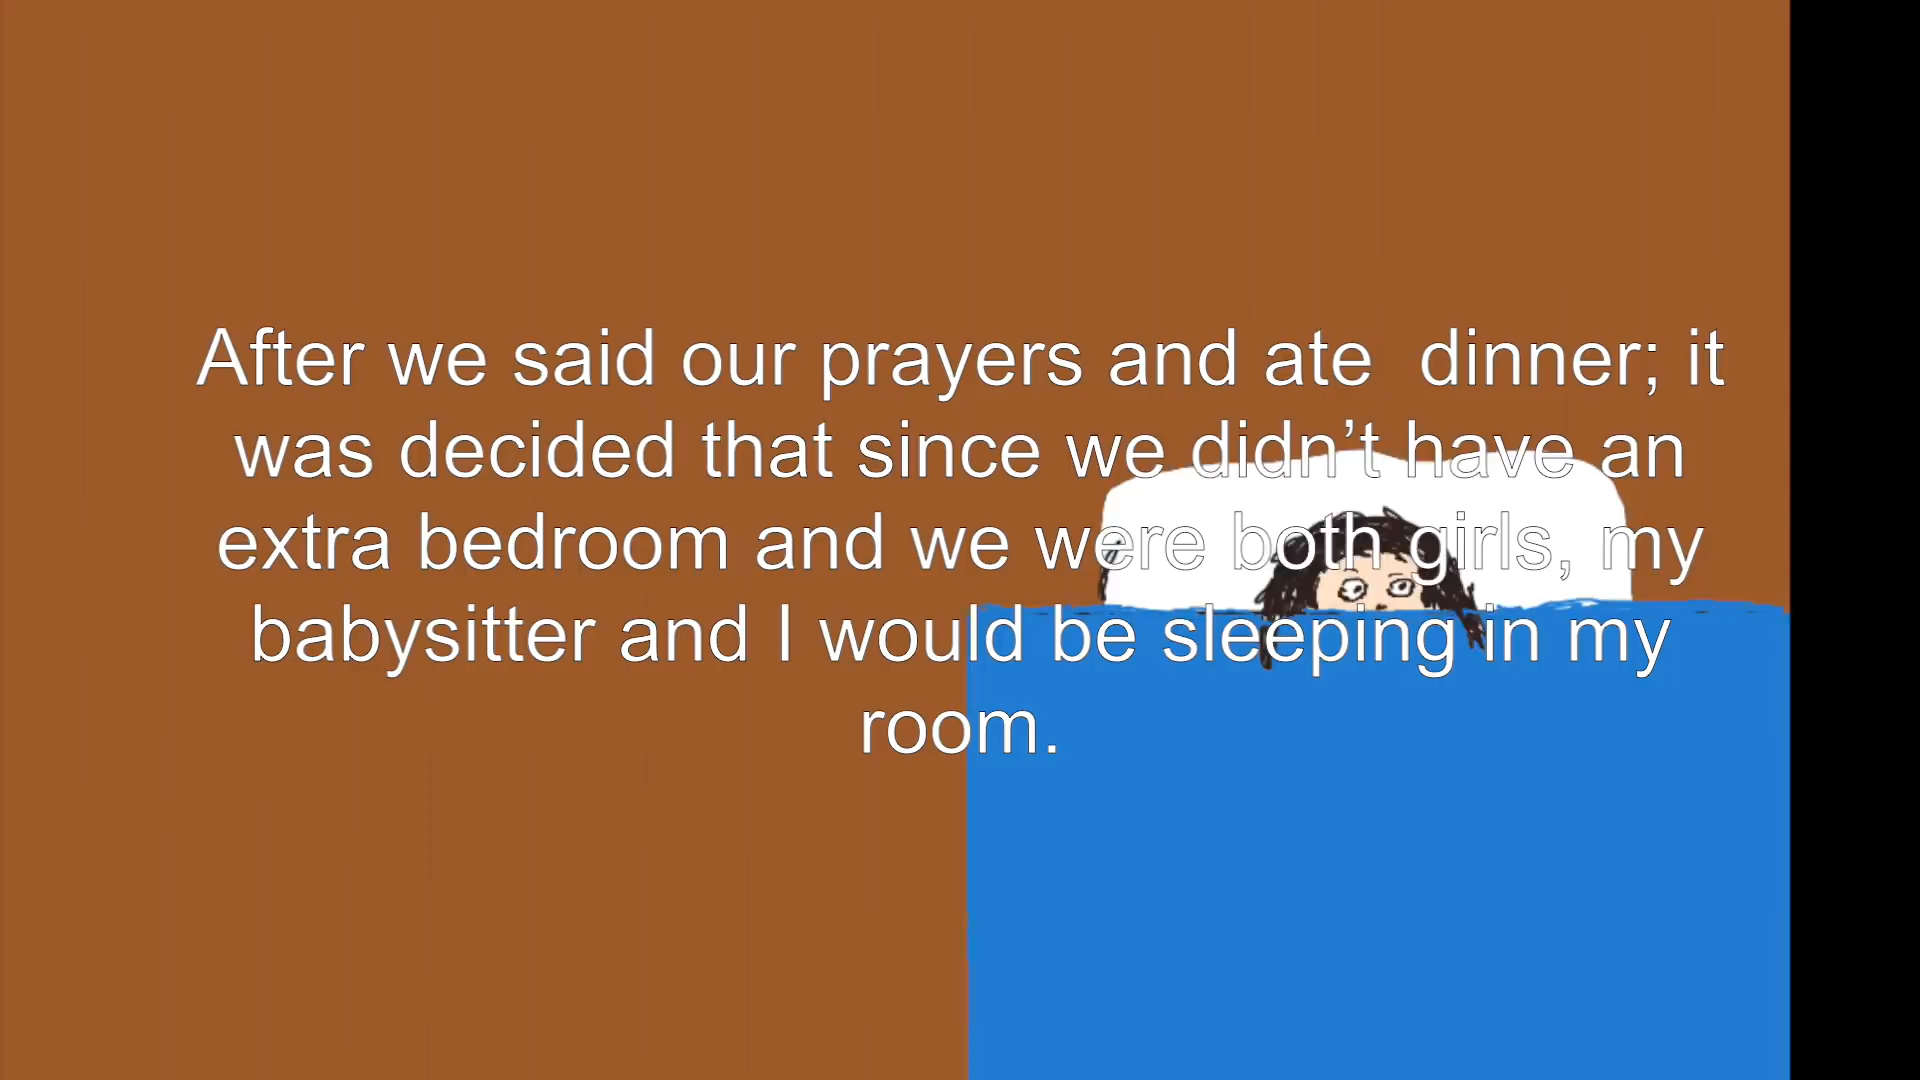 After we said our prayers and ate  dinner; it
was decided that since we didn’t have an
extra bedroom and we were both girls, my
babysitter and I would be sleeping in my
room.